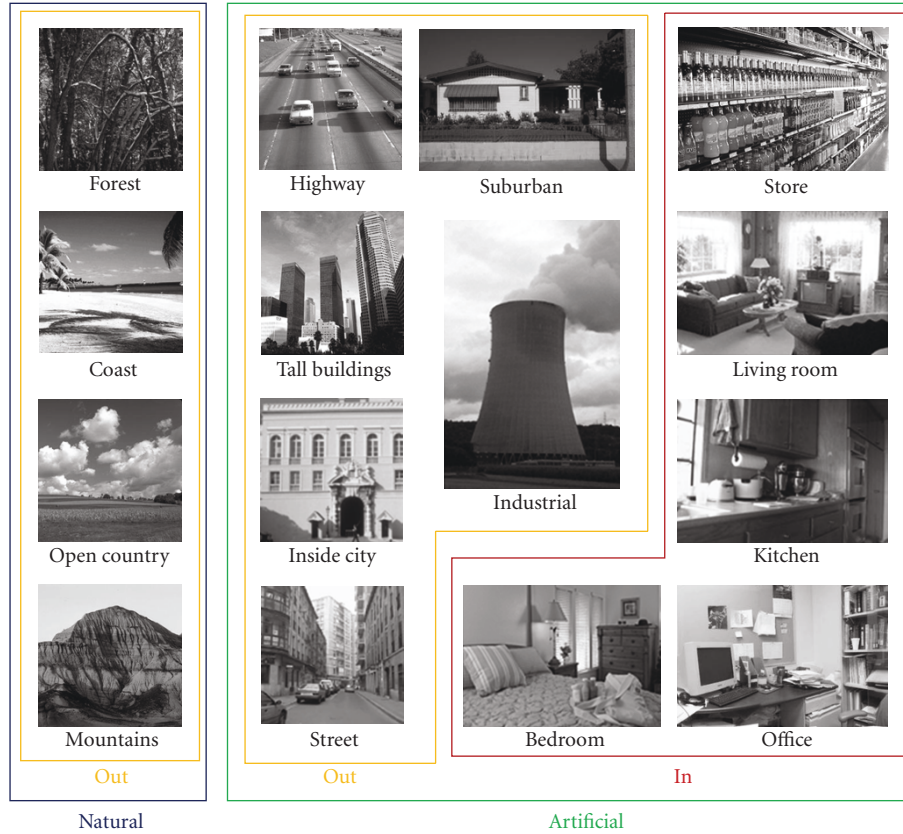 Forest
Highway
Suburban
Store
Coast
Tall buildings
Living room
Industrial
Open country
Inside city
Kitchen
Mountains
Street
Bedroom
Office
Out
Out
In
Natural
Artificial